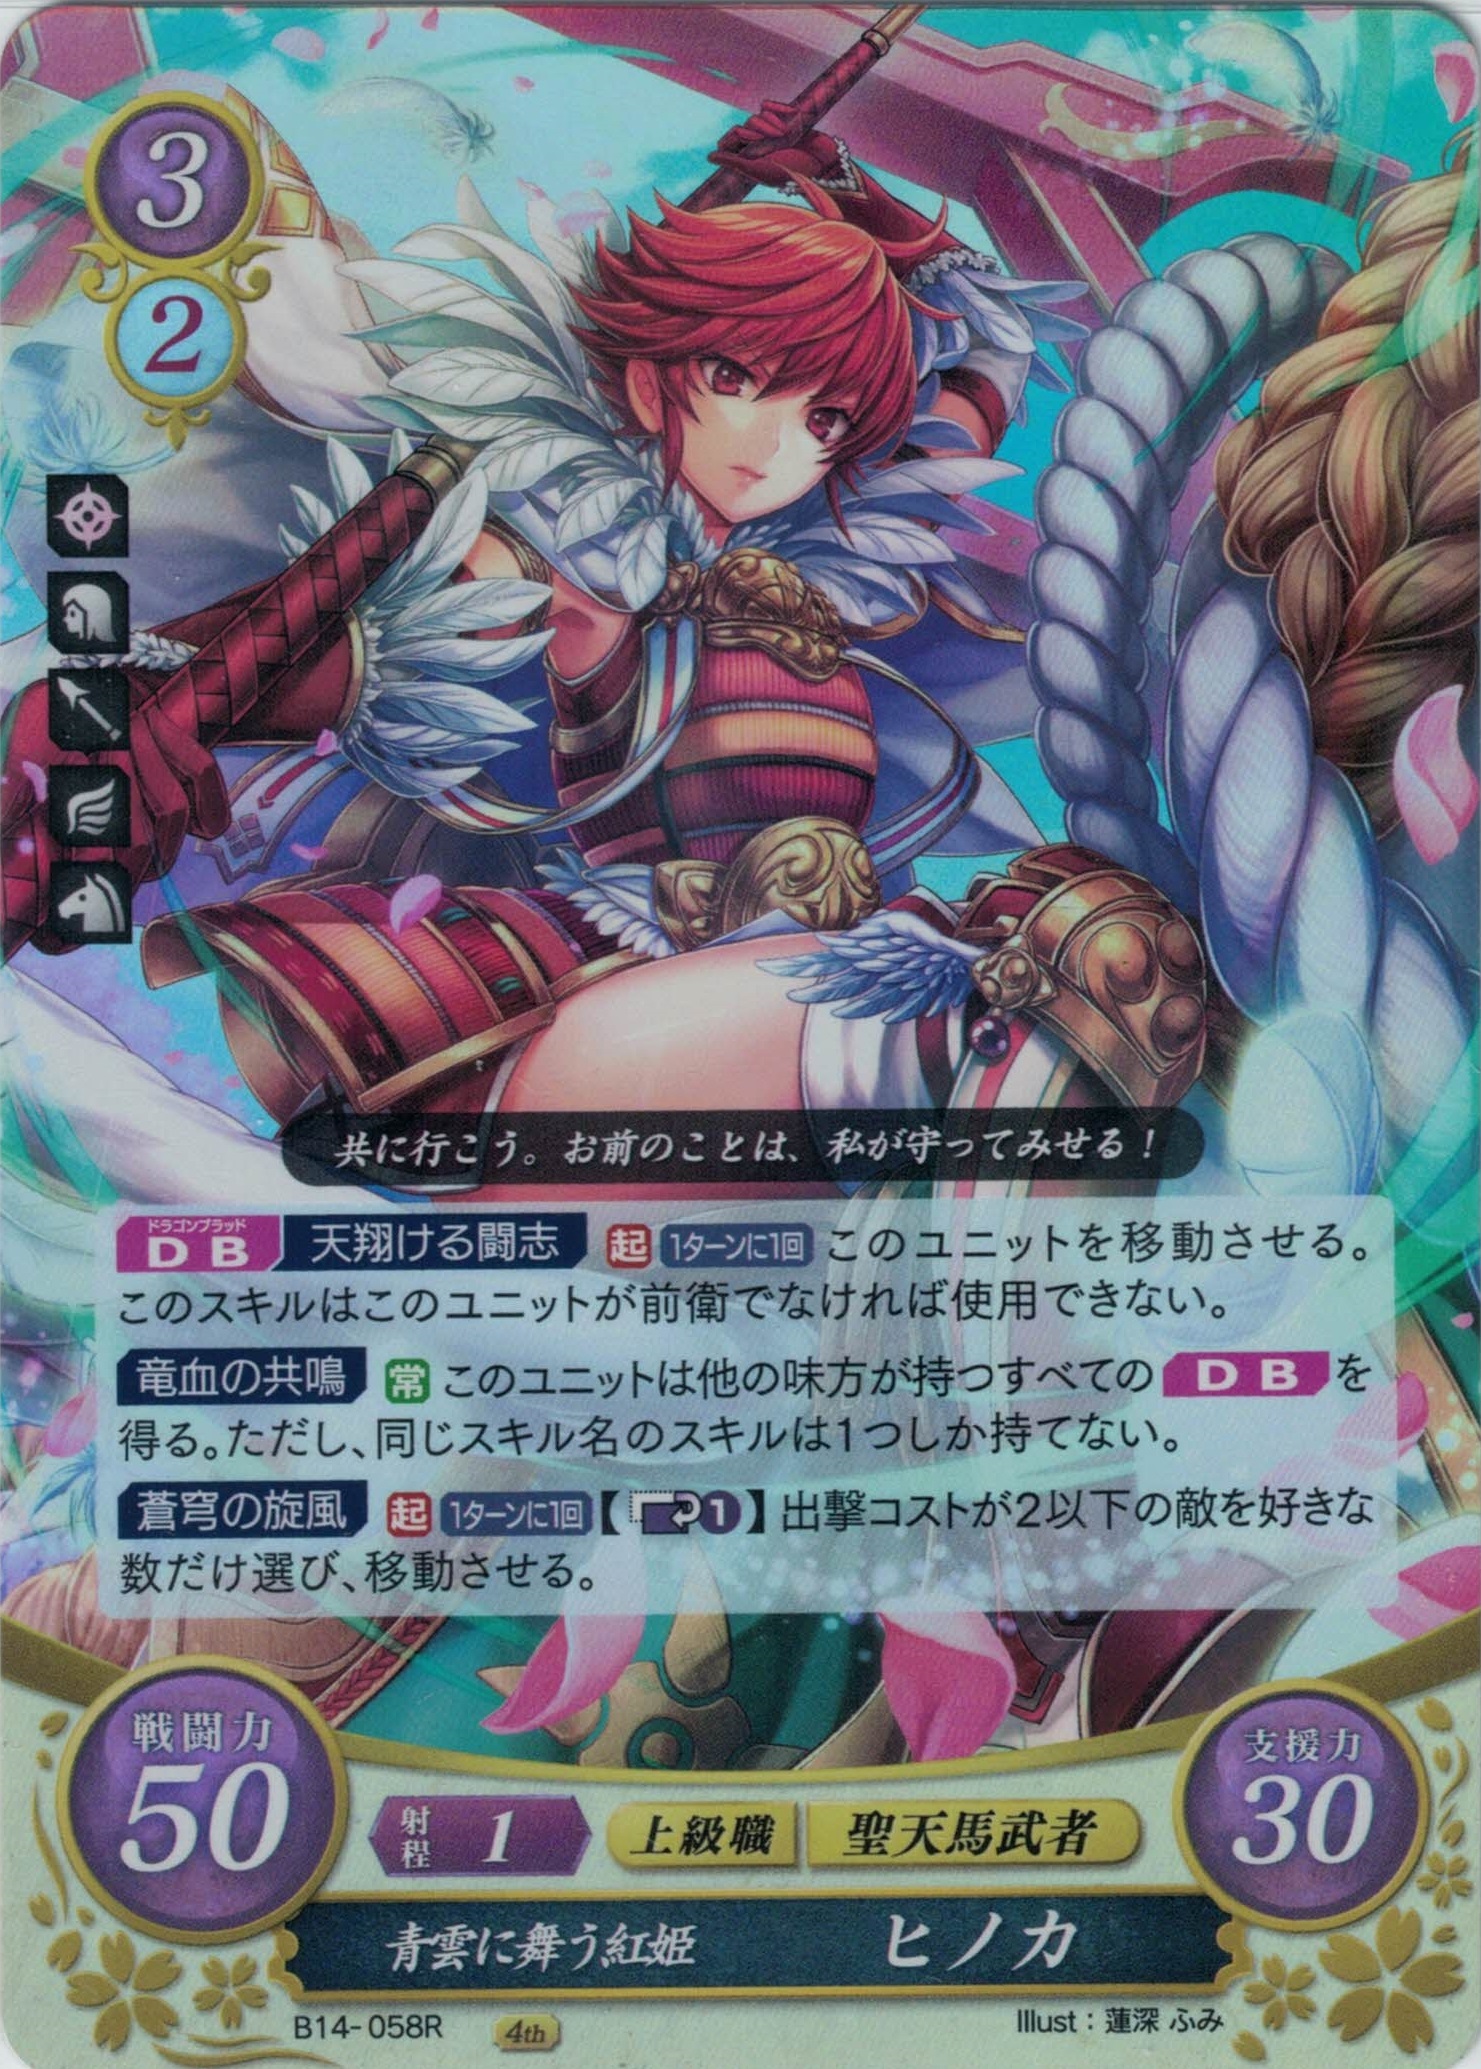 3
2
共に行こう。お前のことは、私が守ってみせる！
ドラゴンブラッド
DB 天翔ける闘志 起 1ターンに1回 このユニットを移動させる。
このスキルはこのユニットが前衛でなければ使用できない。
竜血の共鳴 常 このユニットは他の味方が持つすべての DB を
得る。ただし、同じスキル名のスキルは1つしか持てない。
蒼穹の旋風 起 1ターンに1回【1】出撃コストが2以下の敵を好きな
数だけ選び、移動させる。
戦闘力
50
射程 1
上級職
聖天馬武者
支援力
30
青雲に舞う紅姫 ヒノカ
B14-058R 4th Illust：蓮深 ふみ